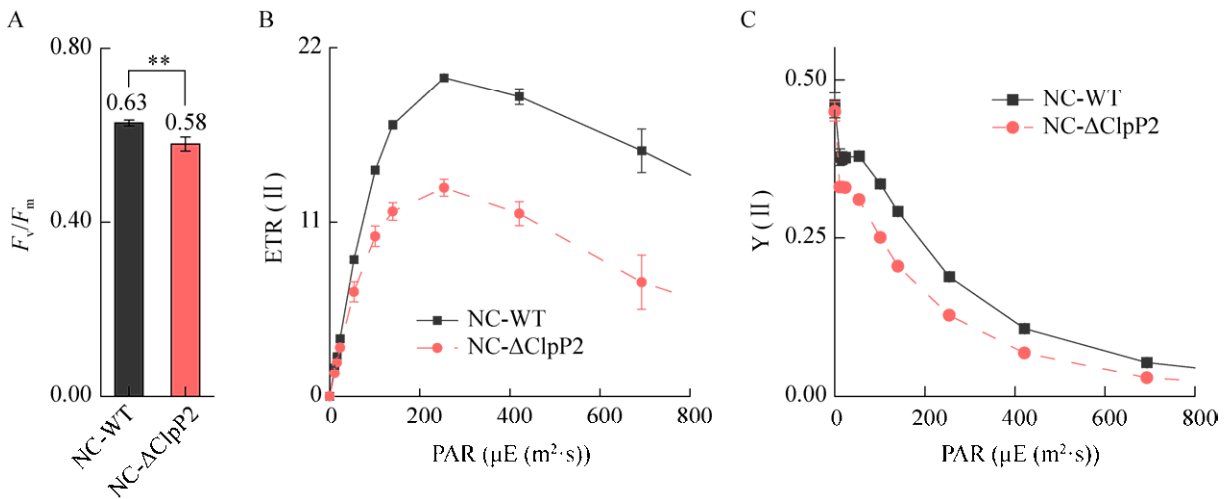 A
0.80
0.40
0.00
Fv/Fm
**
0.63
0.58
NC-WT
NC-ΔClpP2
B
22
11
0
ETR (Ⅱ)
NC-WT
NC-ΔClpP2
0
200
400
600
800
PAR (μE (m²·s))
C
0.50
0.25
0.00
Y (Ⅱ)
NC-WT
NC-ΔClpP2
0
200
400
600
800
PAR (μE (m²·s))